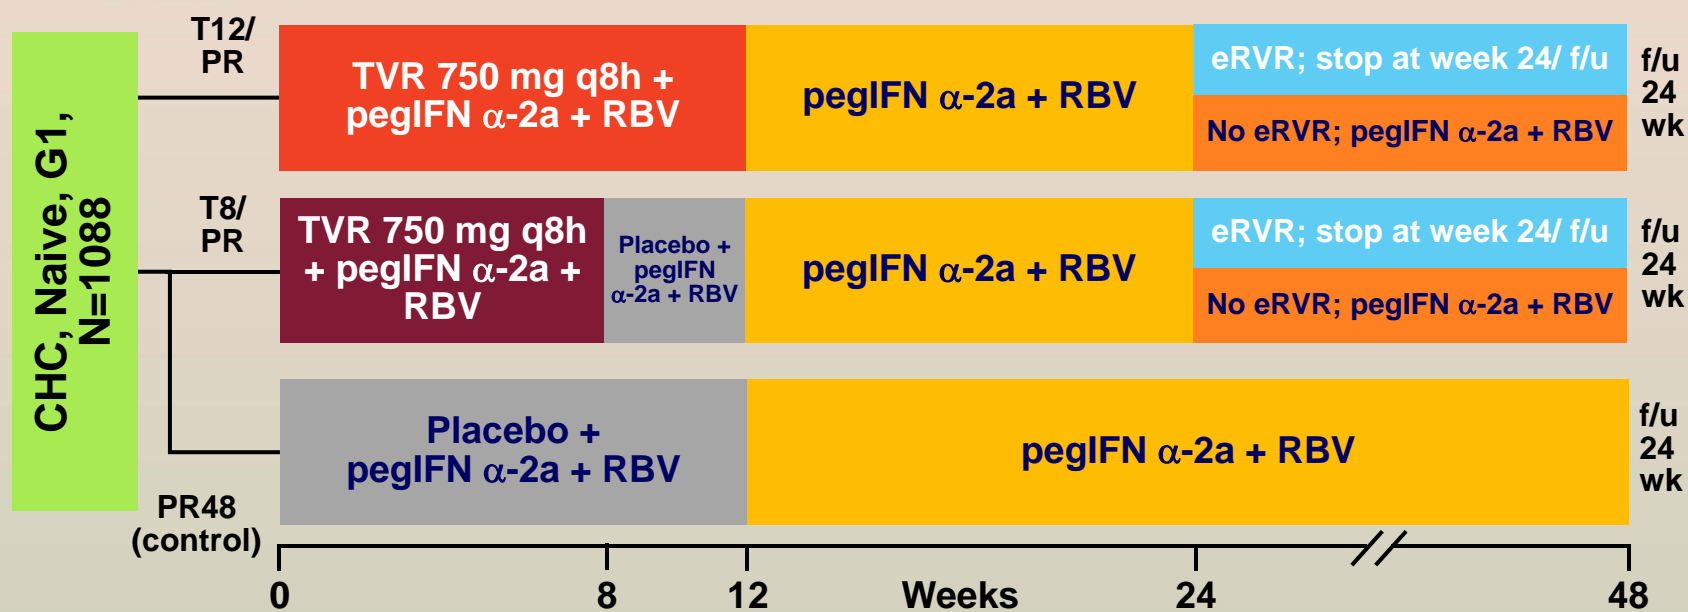 CHC, Naive, G1,
N=1088
T12/
PR
TVR 750 mg q8h +
pegIFN α-2a + RBV
pegIFN α-2a + RBV
eRVR; stop at week 24/ f/u
No eRVR; pegIFN α-2a + RBV
f/u
24
wk
T8/
PR
TVR 750 mg q8h
+ pegIFN α-2a +
RBV
Placebo +
pegIFN
α-2a + RBV
pegIFN α-2a + RBV
eRVR; stop at week 24/ f/u
No eRVR; pegIFN α-2a + RBV
f/u
24
wk
PR48
(control)
Placebo +
pegIFN α-2a + RBV
pegIFN α-2a + RBV
f/u
24
wk
0 8 12 Weeks 24 48